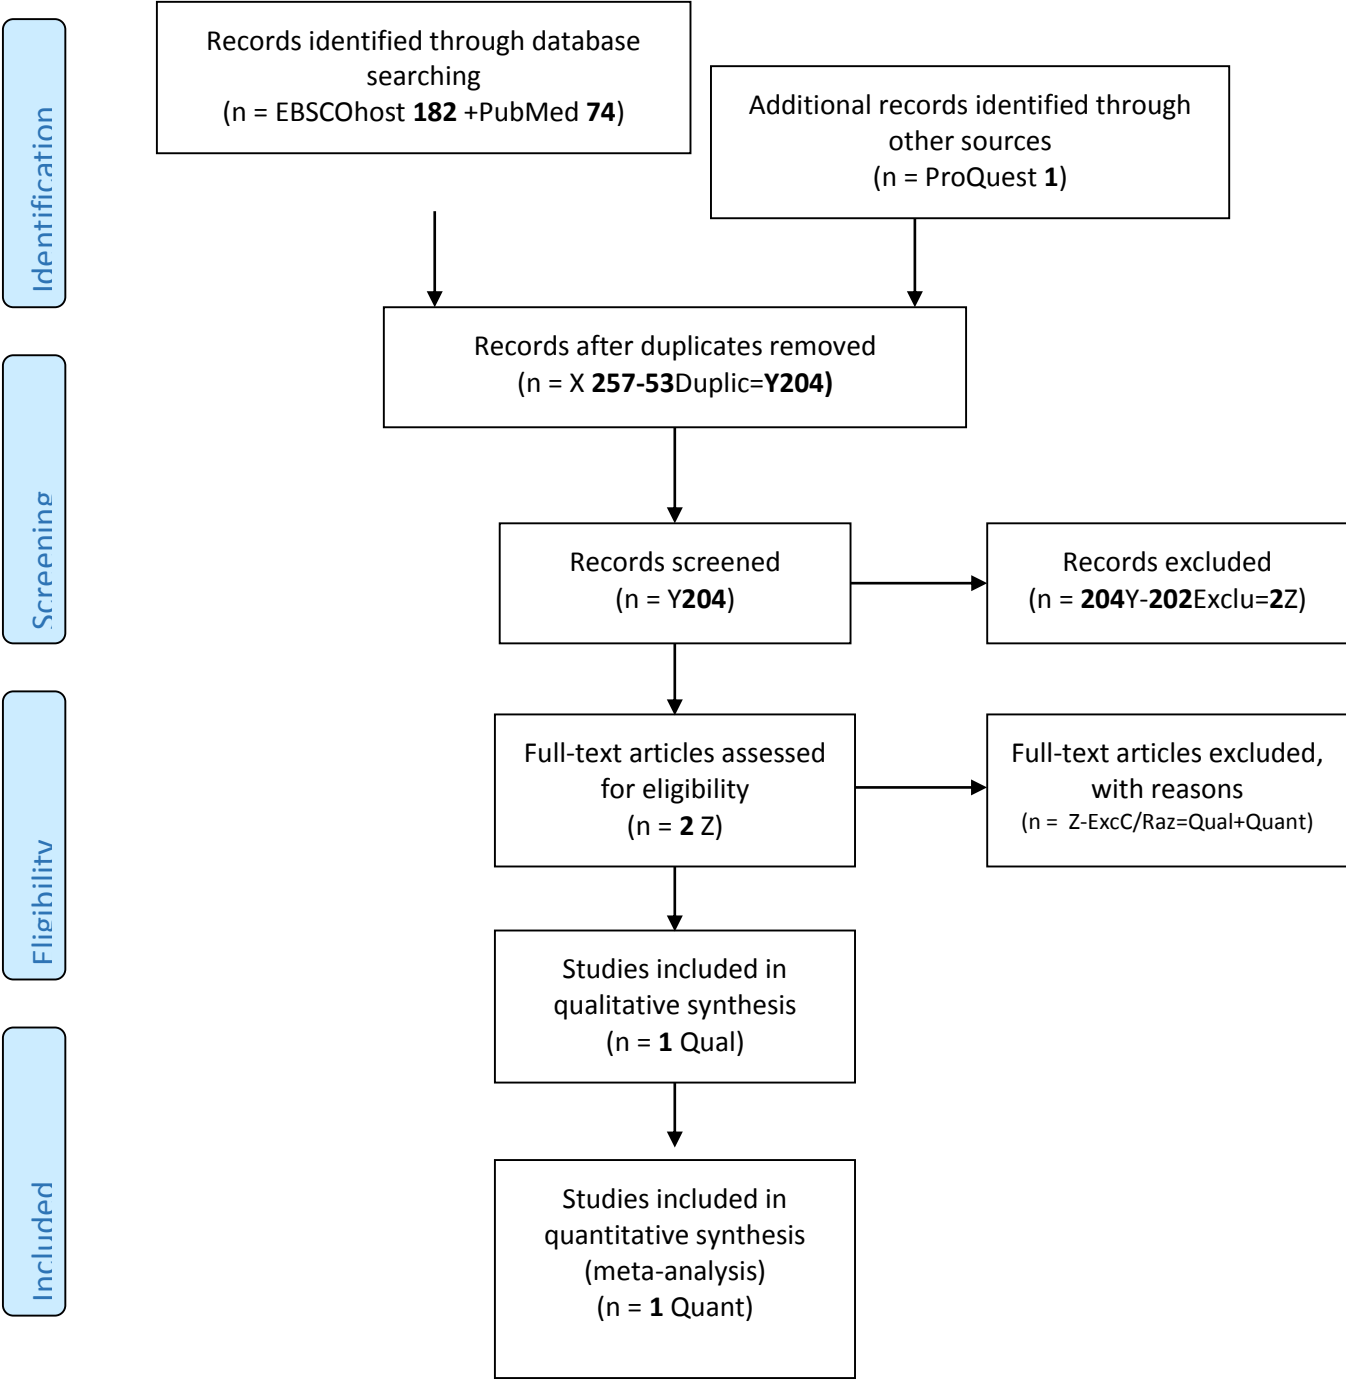 Identification
Records identified through database
searching
(n = EBSCOhost 182 +PubMed 74)
Additional records identified through
other sources
(n = ProQuest 1)
Records after duplicates removed
(n = X 257-53Duplic=Y204)
Screening
Records screened
(n = Y204)
Records excluded
(n = 204Y-202Exclu=2Z)
Eligibility
Full-text articles assessed
for eligibility
(n = 2 Z)
Full-text articles excluded,
with reasons
(n = Z-ExcC/Raz=Qual+Quant)
Studies included in
qualitative synthesis
(n = 1 Qual)
Included
Studies included in
quantitative synthesis
(meta-analysis)
(n = 1 Quant)